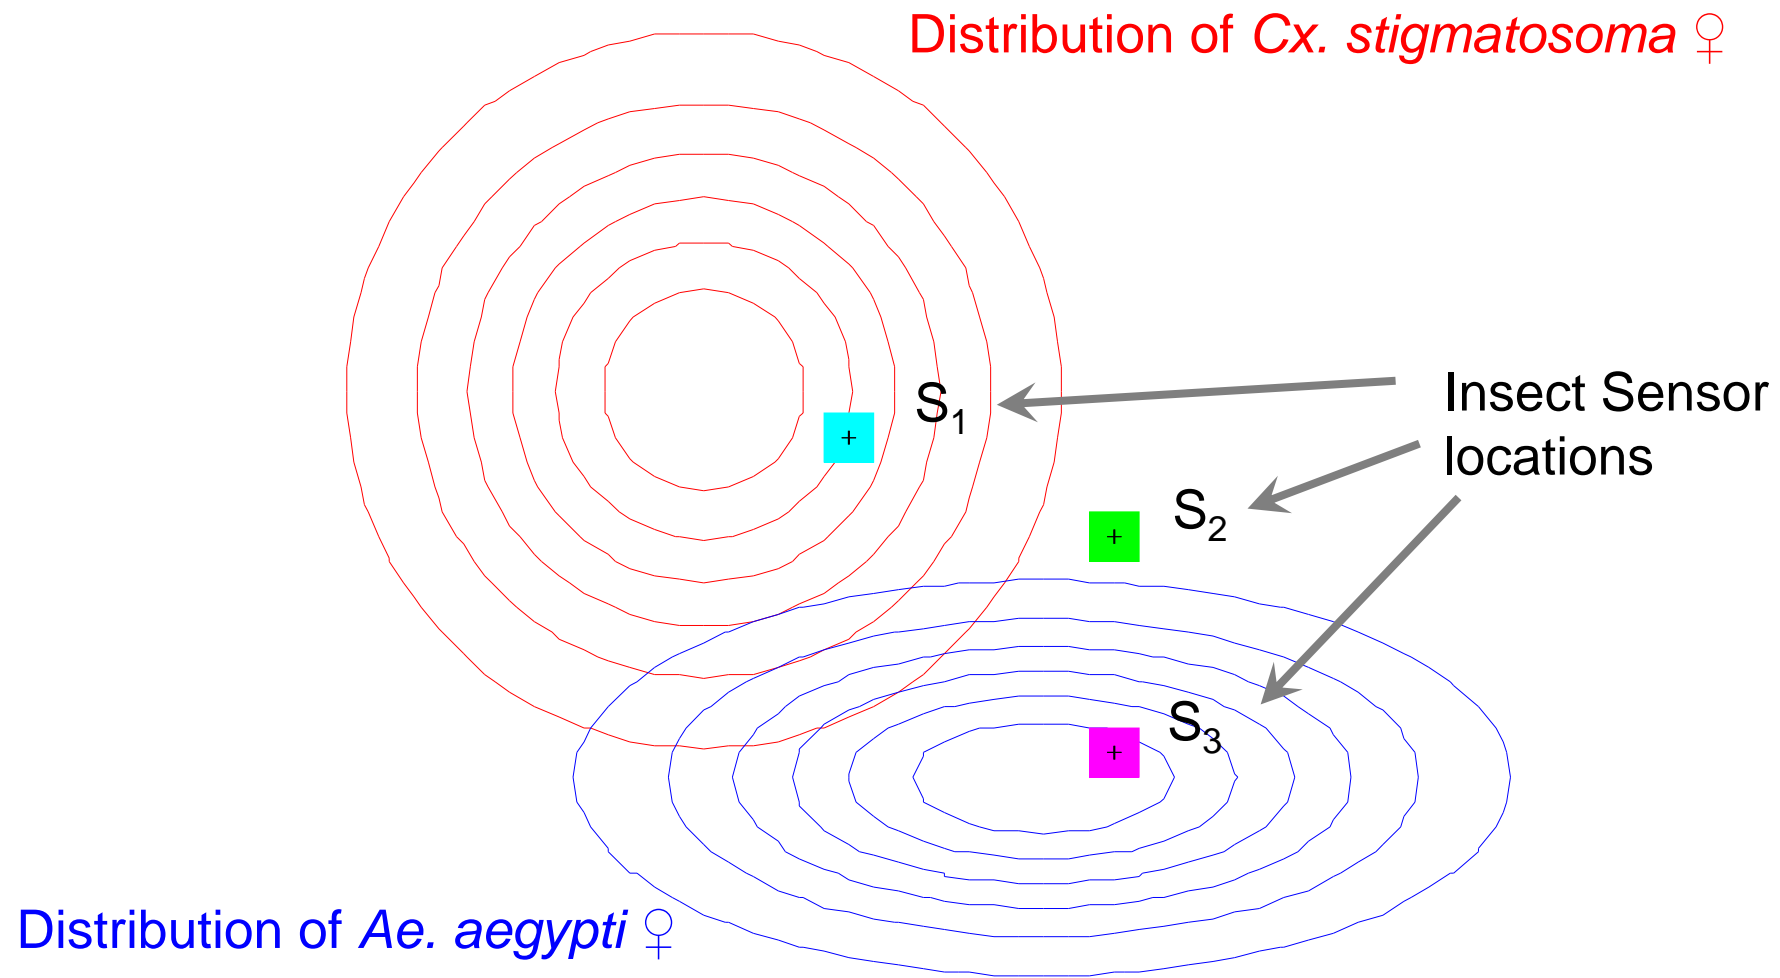 Distribution of Cx. stigmatosoma ♀
S₁
Insect Sensor
locations
S₂
S₃
Distribution of Ae. aegypti ♀